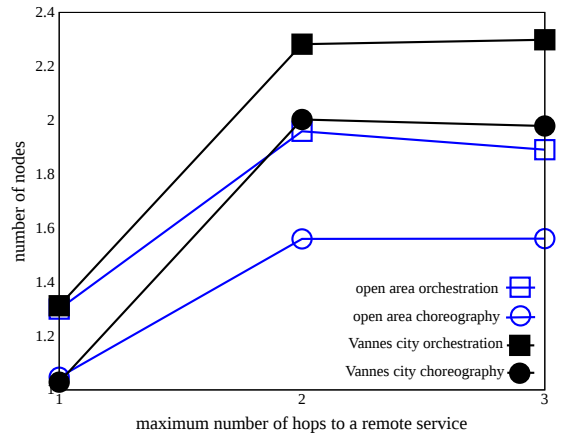 2.4
2.2
2
1.8
1.6
1.4
1.2
1
1 2 3
number of nodes
maximum number of hops to a remote service
open area orchestration
open area choreography
Vannes city orchestration
Vannes city choreography